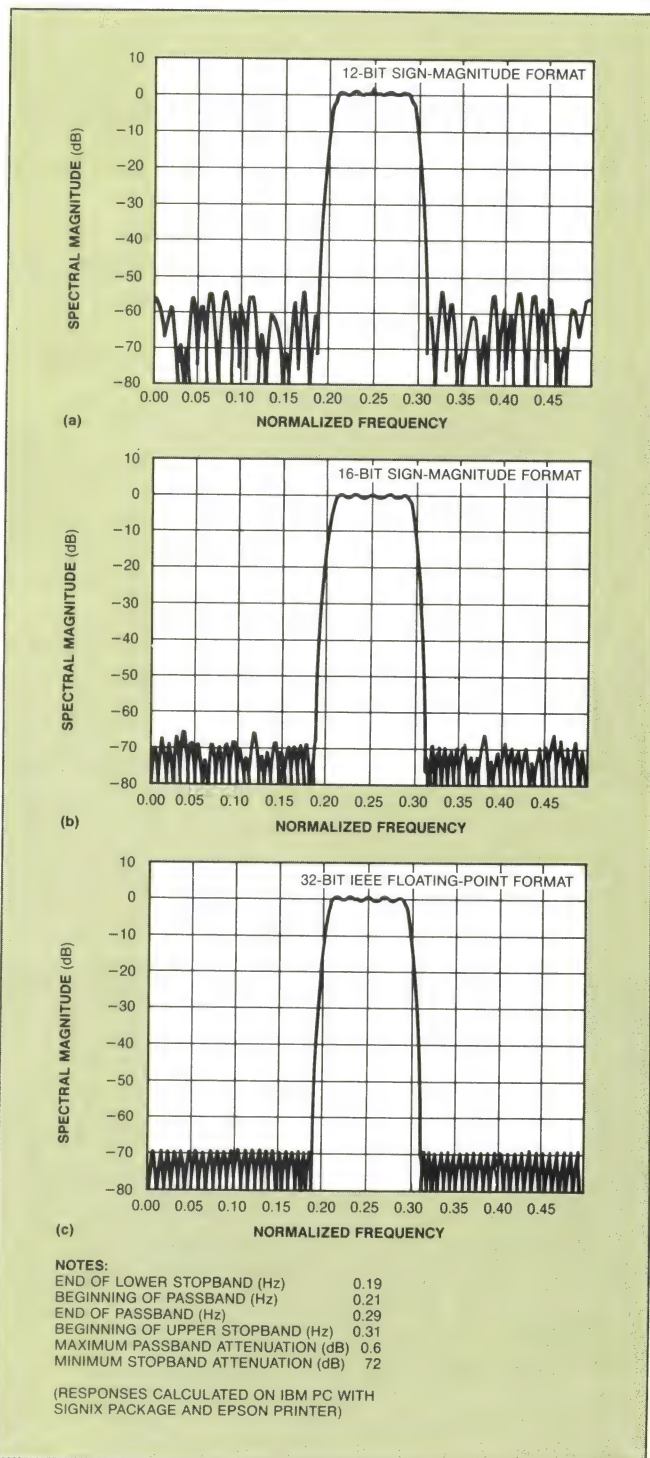 12-BIT SIGN-MAGNITUDE FORMAT
10
0
−10
−20
−30
−40
−50
−60
−70
−80
SPECTRAL MAGNITUDE (dB)
0.00 0.05 0.10 0.15 0.20 0.25 0.30 0.35 0.40 0.45
(a)
NORMALIZED FREQUENCY
16-BIT SIGN-MAGNITUDE FORMAT
10
0
−10
−20
−30
−40
−50
−60
−70
−80
SPECTRAL MAGNITUDE (dB)
0.00 0.05 0.10 0.15 0.20 0.25 0.30 0.35 0.40 0.45
(b)
NORMALIZED FREQUENCY
32-BIT IEEE FLOATING-POINT FORMAT
10
0
−10
−20
−30
−40
−50
−60
−70
−80
SPECTRAL MAGNITUDE (dB)
0.00 0.05 0.10 0.15 0.20 0.25 0.30 0.35 0.40 0.45
(c)
NORMALIZED FREQUENCY
NOTES:
END OF LOWER STOPBAND (Hz) 0.19
BEGINNING OF PASSBAND (Hz) 0.21
END OF PASSBAND (Hz) 0.29
BEGINNING OF UPPER STOPBAND (Hz) 0.31
MAXIMUM PASSBAND ATTENUATION (dB) 0.6
MINIMUM STOPBAND ATTENUATION (dB) 72
(RESPONSES CALCULATED ON IBM PC WITH
SIGNIX PACKAGE AND EPSON PRINTER)